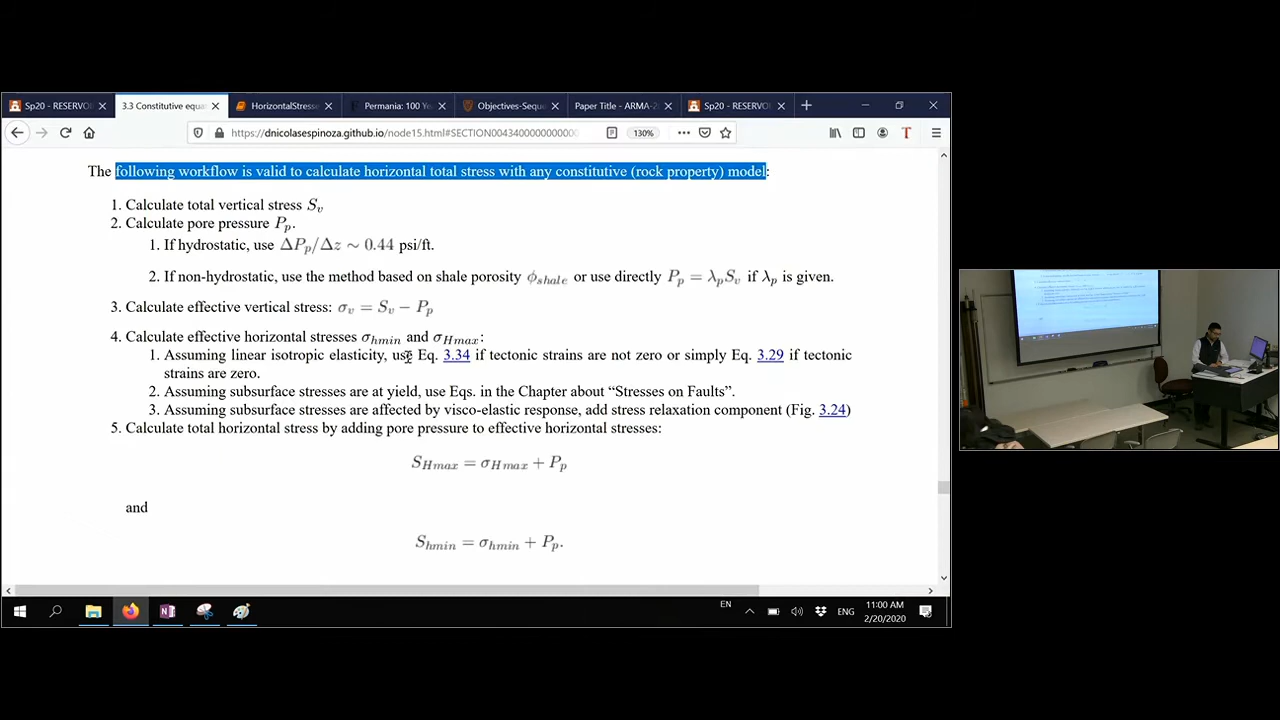 Sp20 - RESERVOI
3.3 Constitutive equa
HorizontalStresse
Permania: 100 Ye
Objectives-Seque
Paper Title - ARMA-2
Sp20 - RESERVOI
https://dnicolasespinoza.github.io/node15.html#SECTION00434000000000000
130%
The following workflow is valid to calculate horizontal total stress with any constitutive (rock property) model:
1. Calculate total vertical stress S_v
2. Calculate pore pressure P_p.
1. If hydrostatic, use ΔP_p/Δz ∼ 0.44 psi/ft.
2. If non-hydrostatic, use the method based on shale porosity ϕ_shale or use directly P_p = λ_p S_v if λ_p is given.
3. Calculate effective vertical stress: σ_v = S_v − P_p
4. Calculate effective horizontal stresses σ_hmin and σ_Hmax:
1. Assuming linear isotropic elasticity, use Eq. 3.34 if tectonic strains are not zero or simply Eq. 3.29 if tectonic
strains are zero.
2. Assuming subsurface stresses are at yield, use Eqs. in the Chapter about “Stresses on Faults”.
3. Assuming subsurface stresses are affected by visco-elastic response, add stress relaxation component (Fig. 3.24)
5. Calculate total horizontal stress by adding pore pressure to effective horizontal stresses:
S_Hmax = σ_Hmax + P_p
and
S_hmin = σ_hmin + P_p.
EN
ENG
11:00 AM
2/20/2020